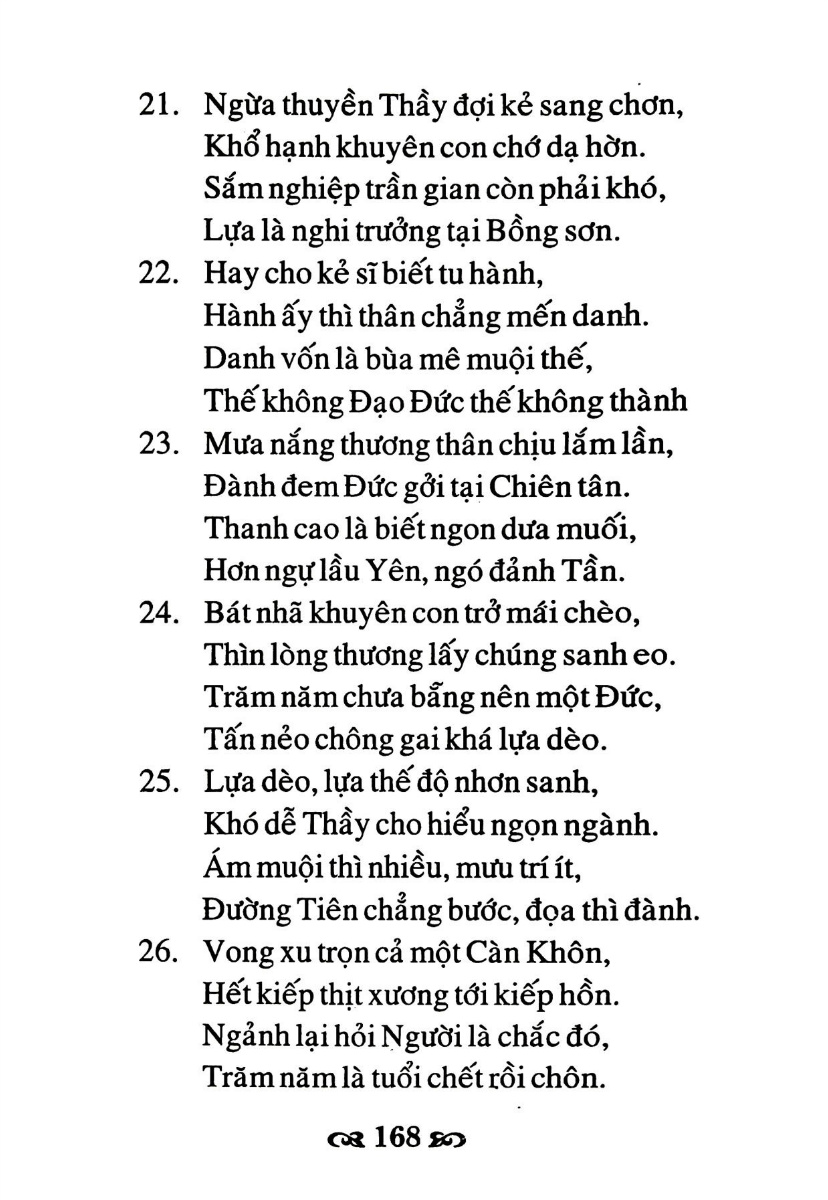 21. Ngừa thuyền Thầy đợi kẻ sang chơn,
Khổ hạnh khuyên con chớ dạ hờn.
Sắm nghiệp trần gian còn phải khó,
Lựa là nghi trưởng tại Bồng sơn.
22. Hay cho kẻ sĩ biết tu hành,
Hành ấy thì thân chẳng mến danh.
Danh vốn là bùa mê muội thế,
Thế không Đạo Đức thế không thành
23. Mưa nắng thương thân chịu lắm lần,
Đành đem Đức gởi tại Chiên tân.
Thanh cao là biết ngon dưa muối,
Hơn ngự lầu Yên, ngó đảnh Tần.
24. Bát nhã khuyên con trở mái chèo,
Thìn lòng thương lấy chúng sanh eo.
Trăm năm chưa bẵng nên một Đức,
Tấn nẻo chông gai khá lựa dèo.
25. Lựa dèo, lựa thế độ nhơn sanh,
Khó dễ Thầy cho hiểu ngọn ngành.
Ám muội thì nhiều, mưu trí ít,
Đường Tiên chẳng bước, đọa thì đành.
26. Vong xu trọn cả một Càn Khôn,
Hết kiếp thịt xương tới kiếp hồn.
Ngảnh lại hỏi Người là chắc đó,
Trăm năm là tuổi chết rồi chôn.
168